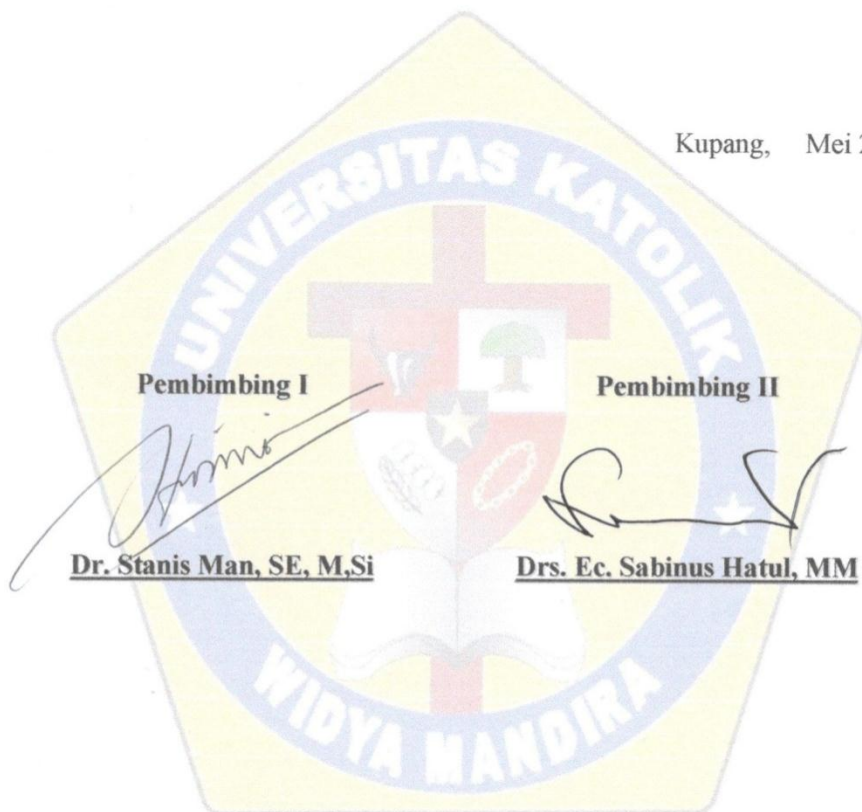 Kupang, Mei 2
UNIVERSITAS KATOLIK
Pembimbing I Pembimbing II
Dr. Stanis Man, SE, M,Si Drs. Ec. Sabinus Hatul, MM
WIDYA MANDIRA